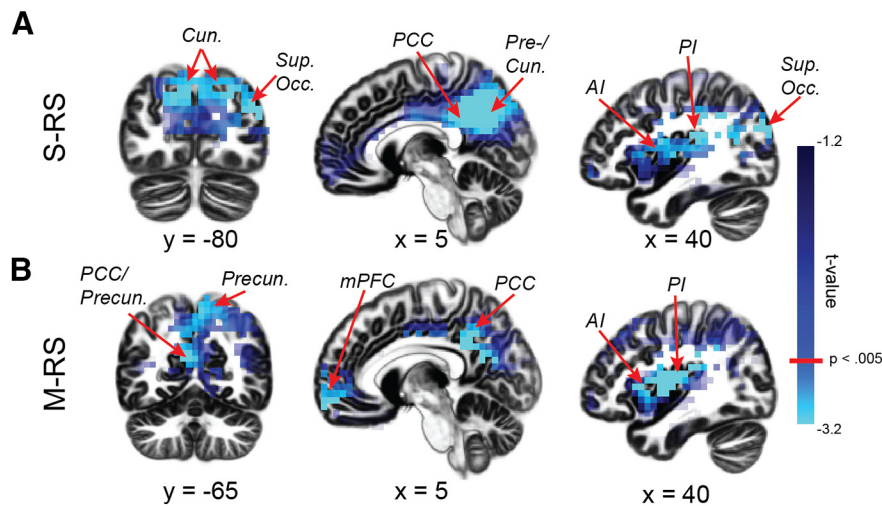 A
S-RS
Cun.
Sup.
Occ.
y = -80
PCC
Pre-/
Cun.
x = 5
AI
PI
Sup.
Occ.
x = 40
-1.2
t-value
p < .005
-3.2
B
M-RS
PCC/
Precun.
Precun.
y = -65
mPFC
PCC
x = 5
AI
PI
x = 40